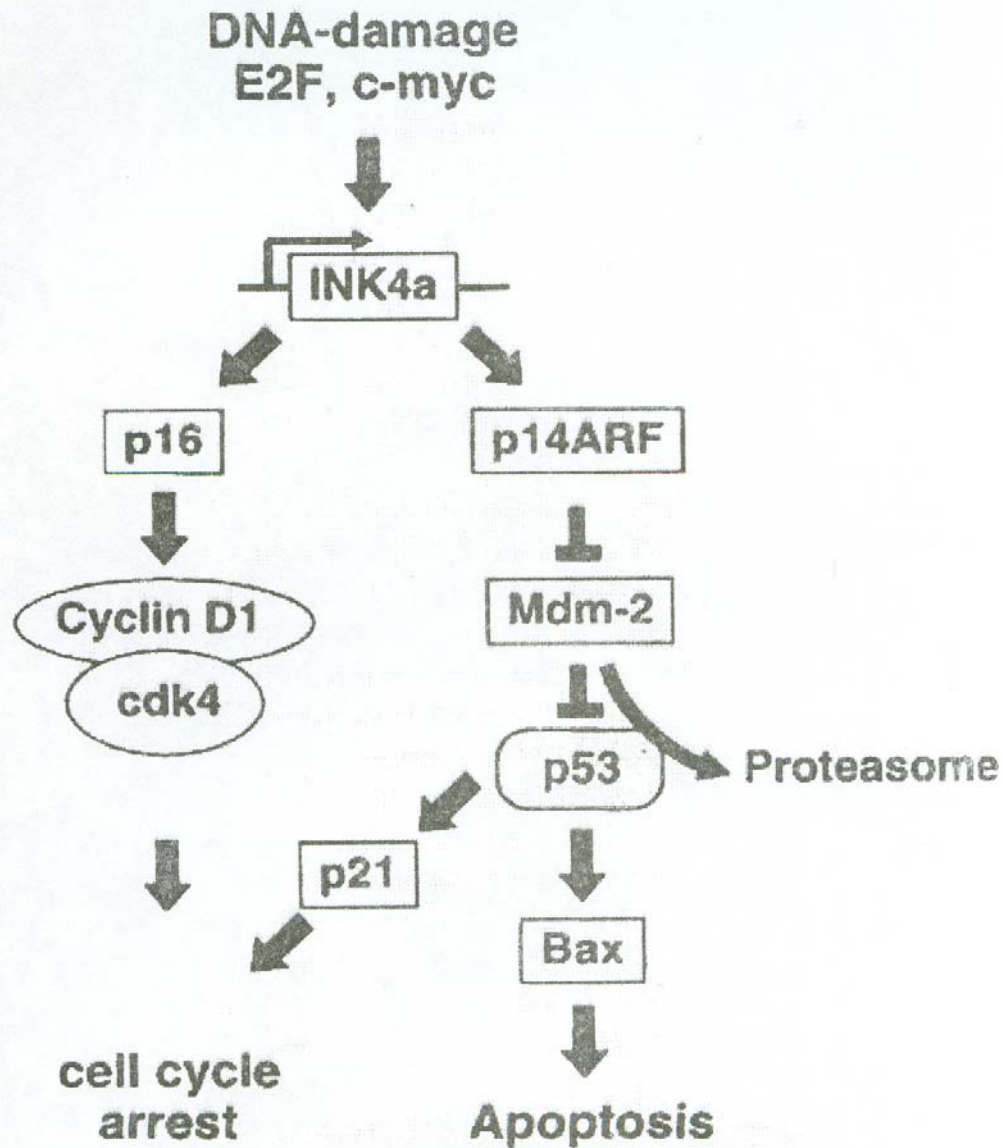 DNA-damage
E2F, c-myc
INK4a
p16
p14ARF
Cyclin D1
Mdm-2
cdk4
p53
Proteasome
p21
Bax
cell cycle
arrest
Apoptosis